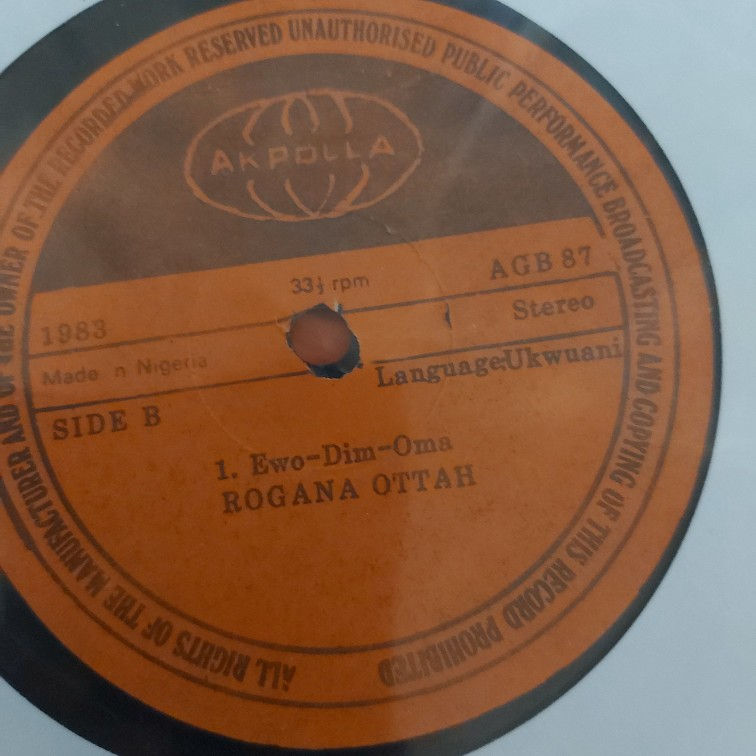 ALL RIGHTS OF THE MANUFACTURER AND OF THE OWNER OF THE RECORDED WORK RESERVED UNAUTHORISED PUBLIC PERFORMANCE BROADCASTING AND COPYING OF THIS RECORD PROHIBITED
AKPOLLA
33⅓ rpm
AGB 87
1983
Stereo
Made n Nigeria
Language:Ukwuani
SIDE B
1. Ewo-Dim-Oma
ROGANA OTTAH